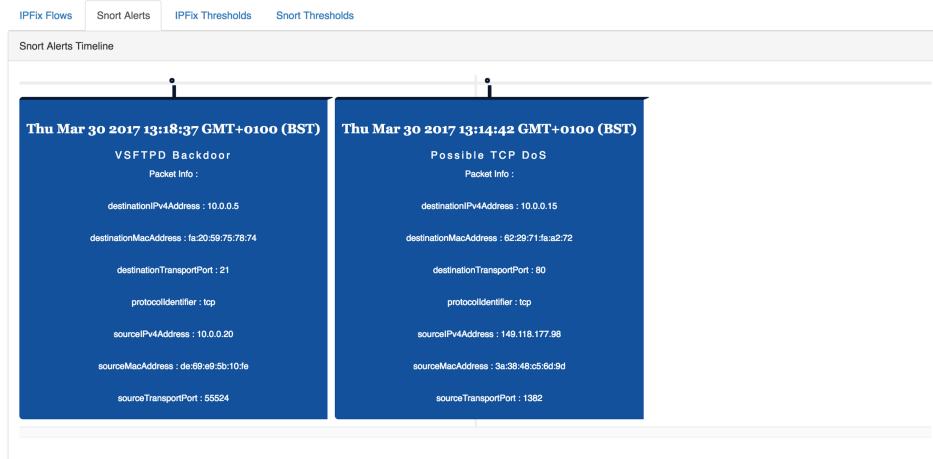 IPFix Flows
Snort Alerts
IPFix Thresholds
Snort Thresholds
Snort Alerts Timeline
Thu Mar 30 2017 13:18:37 GMT+0100 (BST)
VSFTPD Backdoor
Packet Info :
destinationIPv4Address : 10.0.0.5
destinationMacAddress : fa:20:59:75:78:74
destinationTransportPort : 21
protocolIdentifier : tcp
sourceIPv4Address : 10.0.0.20
sourceMacAddress : de:69:e9:5b:10:fe
sourceTransportPort : 55524
Thu Mar 30 2017 13:14:42 GMT+0100 (BST)
Possible TCP DoS
Packet Info :
destinationIPv4Address : 10.0.0.15
destinationMacAddress : 62:29:71:fa:a2:72
destinationTransportPort : 80
protocolIdentifier : tcp
sourceIPv4Address : 149.118.177.98
sourceMacAddress : 3a:38:48:c5:6d:9d
sourceTransportPort : 1382